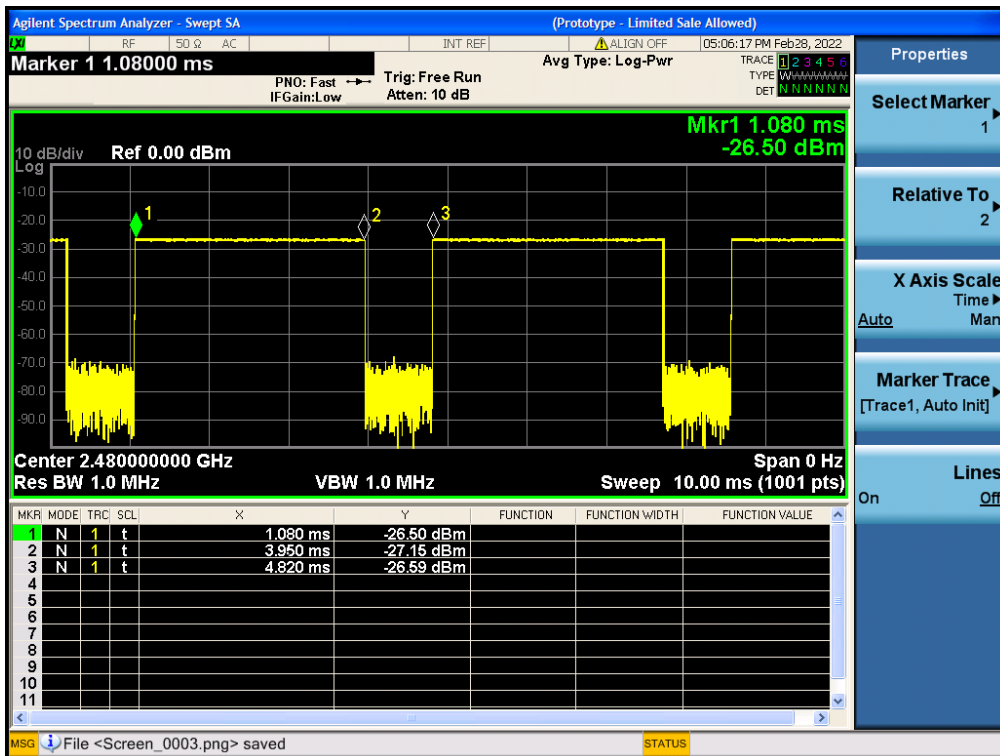 Agilent Spectrum Analyzer - Swept SA (Prototype - Limited Sale Allowed)
LXI RF 50 Ω AC INT REF ALIGN OFF 05:06:17 PM Feb28, 2022
Marker 1 1.08000 ms
PNO: Fast
IFGain:Low
Trig: Free Run
Atten: 10 dB
Avg Type: Log-Pwr
TRACE 1 2 3 4 5 6
TYPE W
DET N N N N N N
Mkr1 1.080 ms
-26.50 dBm
10 dB/div Ref 0.00 dBm
Log
-10.0
-20.0
-30.0
-40.0
-50.0
-60.0
-70.0
-80.0
-90.0
1
2
3
Center 2.480000000 GHz Span 0 Hz
Res BW 1.0 MHz VBW 1.0 MHz Sweep 10.00 ms (1001 pts)
MKR MODE TRC SCL X Y FUNCTION FUNCTION WIDTH FUNCTION VALUE
1 N 1 t 1.080 ms -26.50 dBm
2 N 1 t 3.950 ms -27.15 dBm
3 N 1 t 4.820 ms -26.59 dBm
4
5
6
7
8
9
10
11
MSG File <Screen_0003.png> saved STATUS
Properties
Select Marker
1
Relative To
2
X Axis Scale
Time
Auto Man
Marker Trace
[Trace1, Auto Init]
Lines
On Off